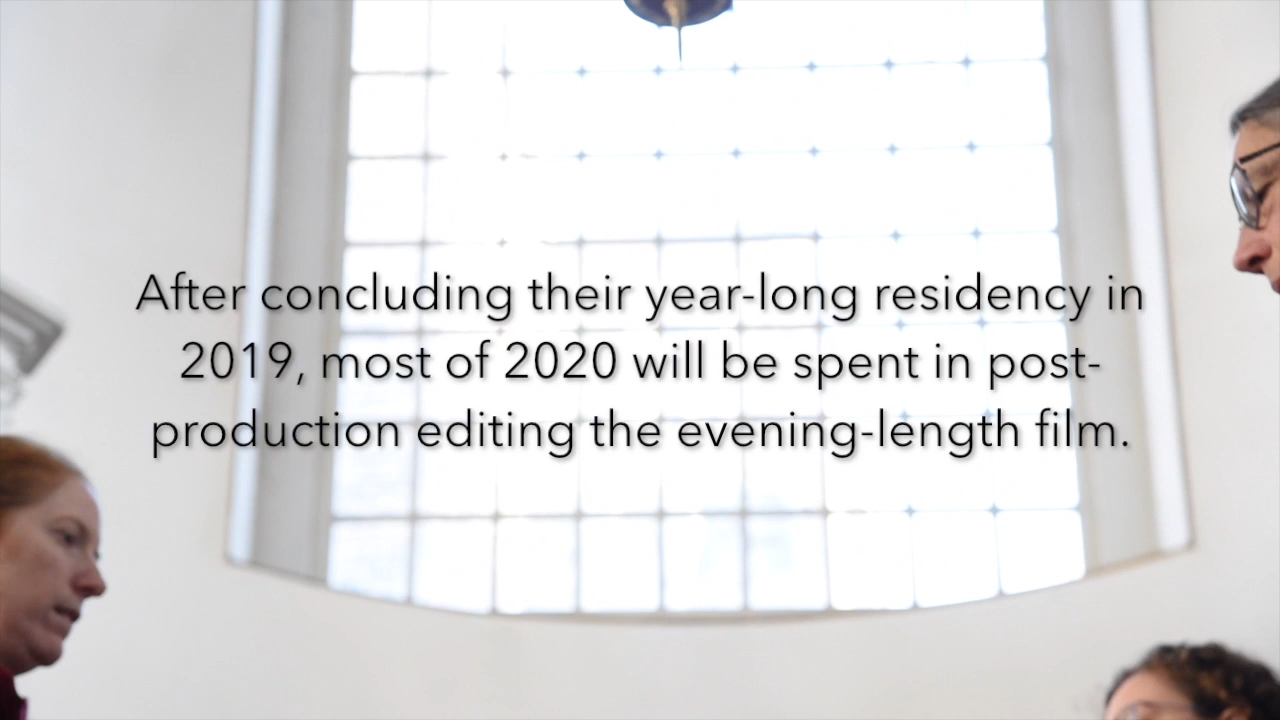 After concluding their year-long residency in
2019, most of 2020 will be spent in post-
production editing the evening-length film.